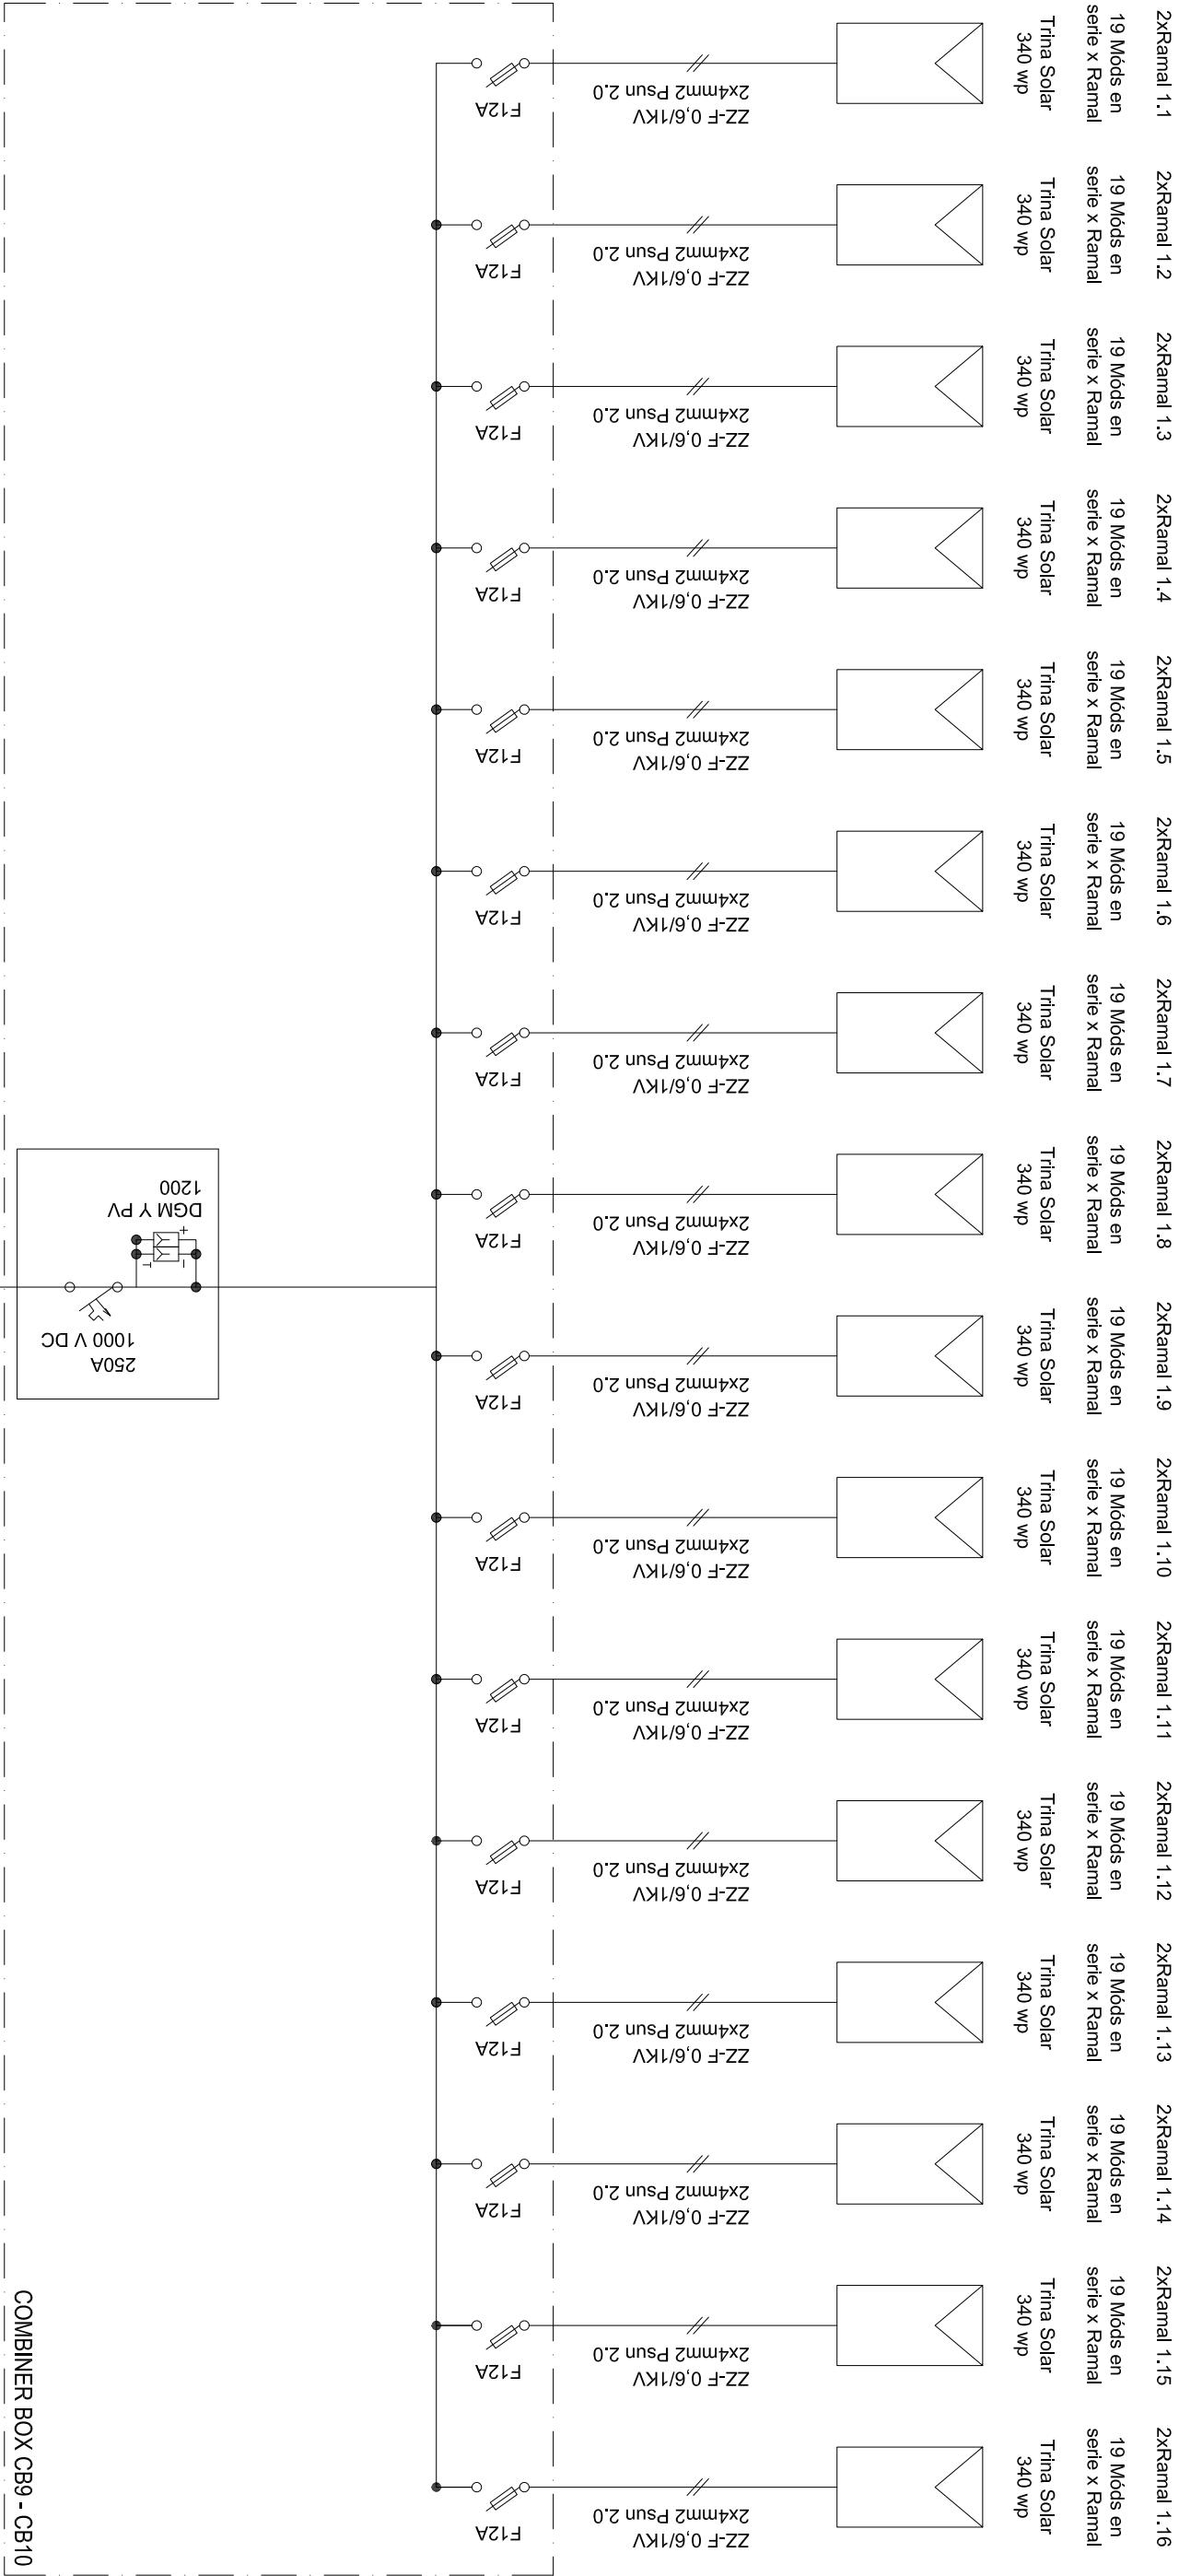 2xRamal 1.1
19 Móds en
serie x Ramal
Trina Solar
340 wp
ZZ-F 0,6/1KV
2x4mm2 Psun 2.0
F12A
2xRamal 1.2
19 Móds en
serie x Ramal
Trina Solar
340 wp
ZZ-F 0,6/1KV
2x4mm2 Psun 2.0
F12A
2xRamal 1.3
19 Móds en
serie x Ramal
Trina Solar
340 wp
ZZ-F 0,6/1KV
2x4mm2 Psun 2.0
F12A
2xRamal 1.4
19 Móds en
serie x Ramal
Trina Solar
340 wp
ZZ-F 0,6/1KV
2x4mm2 Psun 2.0
F12A
2xRamal 1.5
19 Móds en
serie x Ramal
Trina Solar
340 wp
ZZ-F 0,6/1KV
2x4mm2 Psun 2.0
F12A
2xRamal 1.6
19 Móds en
serie x Ramal
Trina Solar
340 wp
ZZ-F 0,6/1KV
2x4mm2 Psun 2.0
F12A
2xRamal 1.7
19 Móds en
serie x Ramal
Trina Solar
340 wp
ZZ-F 0,6/1KV
2x4mm2 Psun 2.0
F12A
2xRamal 1.8
19 Móds en
serie x Ramal
Trina Solar
340 wp
ZZ-F 0,6/1KV
2x4mm2 Psun 2.0
F12A
2xRamal 1.9
19 Móds en
serie x Ramal
Trina Solar
340 wp
ZZ-F 0,6/1KV
2x4mm2 Psun 2.0
F12A
2xRamal 1.10
19 Móds en
serie x Ramal
Trina Solar
340 wp
ZZ-F 0,6/1KV
2x4mm2 Psun 2.0
F12A
2xRamal 1.11
19 Móds en
serie x Ramal
Trina Solar
340 wp
ZZ-F 0,6/1KV
2x4mm2 Psun 2.0
F12A
2xRamal 1.12
19 Móds en
serie x Ramal
Trina Solar
340 wp
ZZ-F 0,6/1KV
2x4mm2 Psun 2.0
F12A
2xRamal 1.13
19 Móds en
serie x Ramal
Trina Solar
340 wp
ZZ-F 0,6/1KV
2x4mm2 Psun 2.0
F12A
2xRamal 1.14
19 Móds en
serie x Ramal
Trina Solar
340 wp
ZZ-F 0,6/1KV
2x4mm2 Psun 2.0
F12A
2xRamal 1.15
19 Móds en
serie x Ramal
Trina Solar
340 wp
ZZ-F 0,6/1KV
2x4mm2 Psun 2.0
F12A
2xRamal 1.16
19 Móds en
serie x Ramal
Trina Solar
340 wp
ZZ-F 0,6/1KV
2x4mm2 Psun 2.0
F12A
DGM Y PV
1200
+
-
T
250A
1000 V DC
COMBINER BOX CB9 - CB10